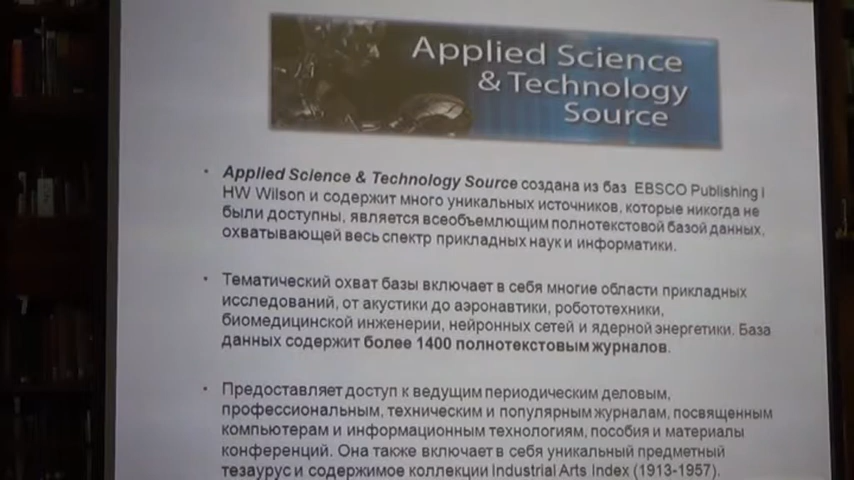 Applied Science
& Technology
Source
• Applied Science & Technology Source создана из баз EBSCO Publishing i
HW Wilson и содержит много уникальных источников, которые никогда не
были доступны, является всеобъемлющим полнотекстовой базой данных,
охватывающей весь спектр прикладных наук и информатики.
• Тематический охват базы включает в себя многие области прикладных
исследований, от акустики до аэронавтики, робототехники,
биомедицинской инженерии, нейронных сетей и ядерной энергетики. База
данных содержит более 1400 полнотекстовым журналов.
• Предоставляет доступ к ведущим периодическим деловым,
профессиональным, техническим и популярным журналам, посвященным
компьютерам и информационным технологиям, пособия и материалы
конференций. Она также включает в себя уникальный предметный
тезаурус и содержимое коллекции Industrial Arts Index (1913-1957).